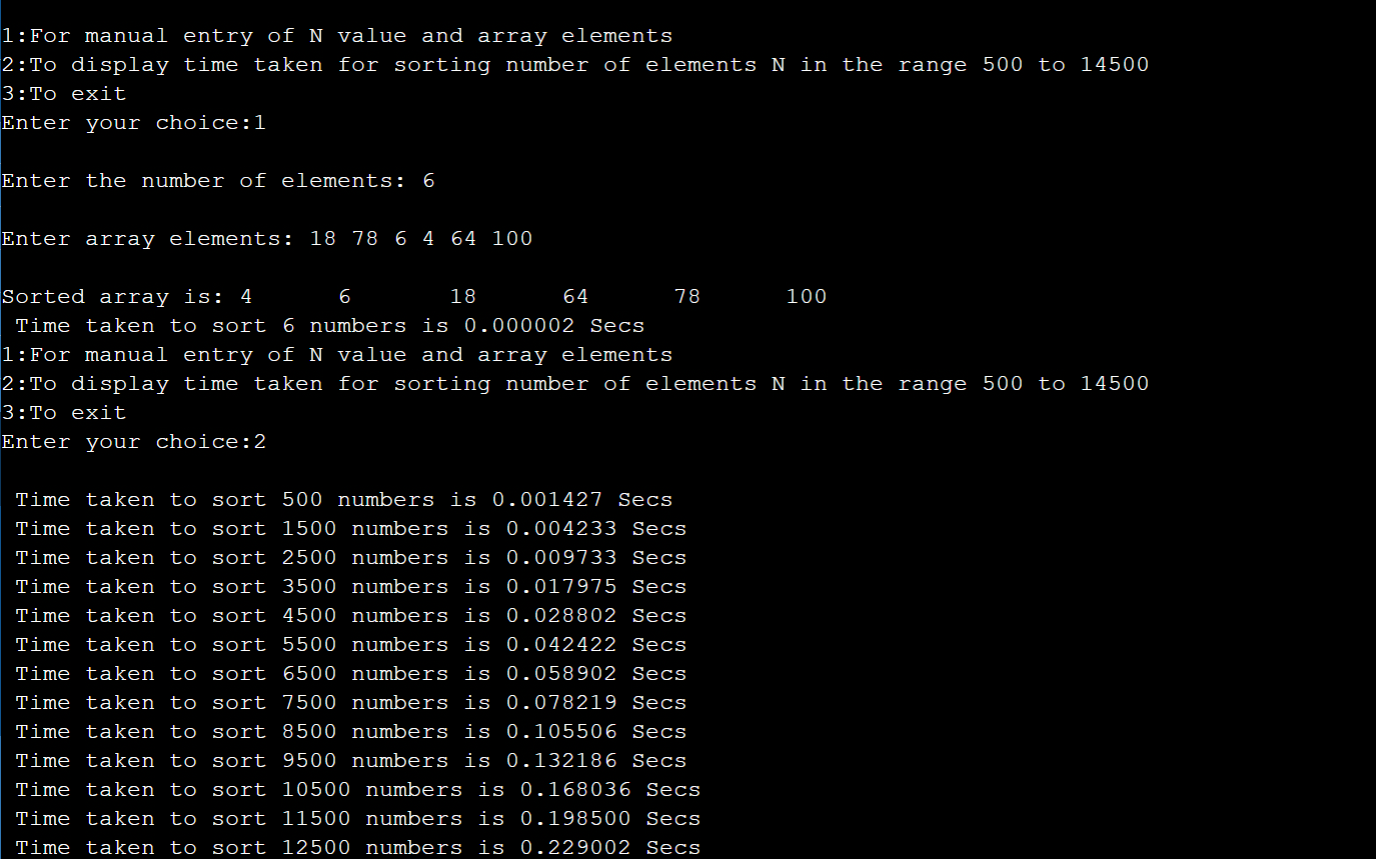 1:For manual entry of N value and array elements
2:To display time taken for sorting number of elements N in the range 500 to 14500
3:To exit
Enter your choice:1
Enter the number of elements: 6
Enter array elements: 18 78 6 4 64 100
Sorted array is: 4 6 18 64 78 100
Time taken to sort 6 numbers is 0.000002 Secs
1:For manual entry of N value and array elements
2:To display time taken for sorting number of elements N in the range 500 to 14500
3:To exit
Enter your choice:2
Time taken to sort 500 numbers is 0.001427 Secs
Time taken to sort 1500 numbers is 0.004233 Secs
Time taken to sort 2500 numbers is 0.009733 Secs
Time taken to sort 3500 numbers is 0.017975 Secs
Time taken to sort 4500 numbers is 0.028802 Secs
Time taken to sort 5500 numbers is 0.042422 Secs
Time taken to sort 6500 numbers is 0.058902 Secs
Time taken to sort 7500 numbers is 0.078219 Secs
Time taken to sort 8500 numbers is 0.105506 Secs
Time taken to sort 9500 numbers is 0.132186 Secs
Time taken to sort 10500 numbers is 0.168036 Secs
Time taken to sort 11500 numbers is 0.198500 Secs
Time taken to sort 12500 numbers is 0.229002 Secs